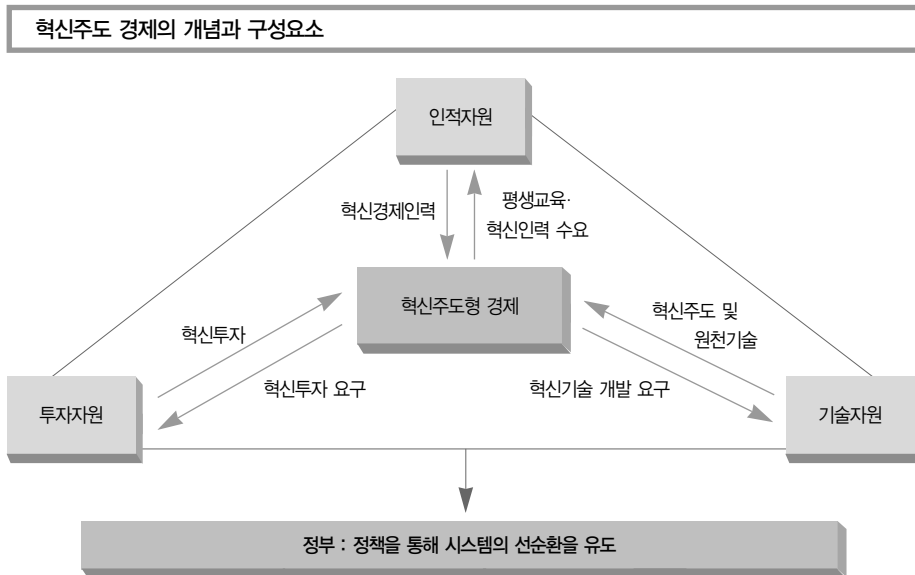 혁신주도 경제의 개념과 구성요소
인적자원
혁신경제인력
평생교육·
혁신인력 수요
혁신주도형 경제
혁신투자
혁신주도 및
원천기술
혁신투자 요구
혁신기술 개발 요구
투자자원
기술자원
정부 : 정책을 통해 시스템의 선순환을 유도